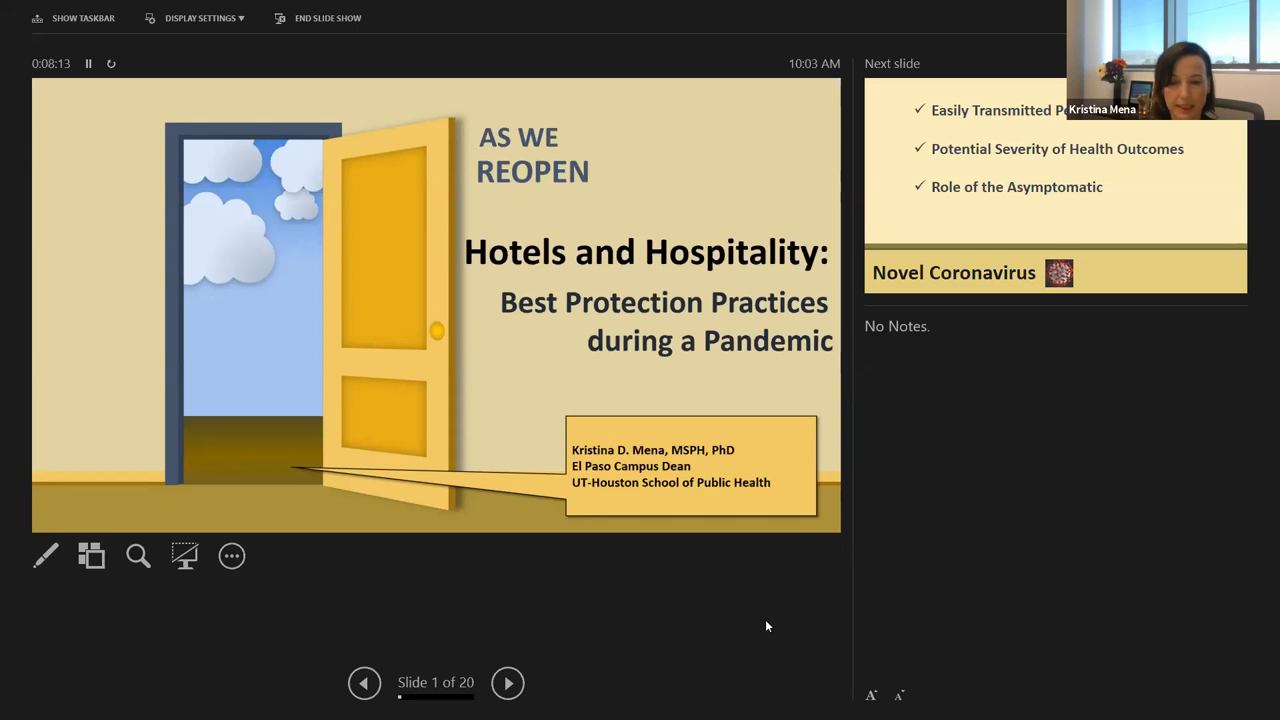 SHOW TASKBAR
DISPLAY SETTINGS ▼
END SLIDE SHOW
0:08:13
10:03 AM
AS WE
REOPEN
Hotels and Hospitality:
Best Protection Practices
during a Pandemic
Kristina D. Mena, MSPH, PhD
El Paso Campus Dean
UT-Houston School of Public Health
Slide 1 of 20
Next slide
Kristina Mena
✓ Easily Transmitted
✓ Potential Severity of Health Outcomes
✓ Role of the Asymptomatic
Novel Coronavirus
No Notes.
A A